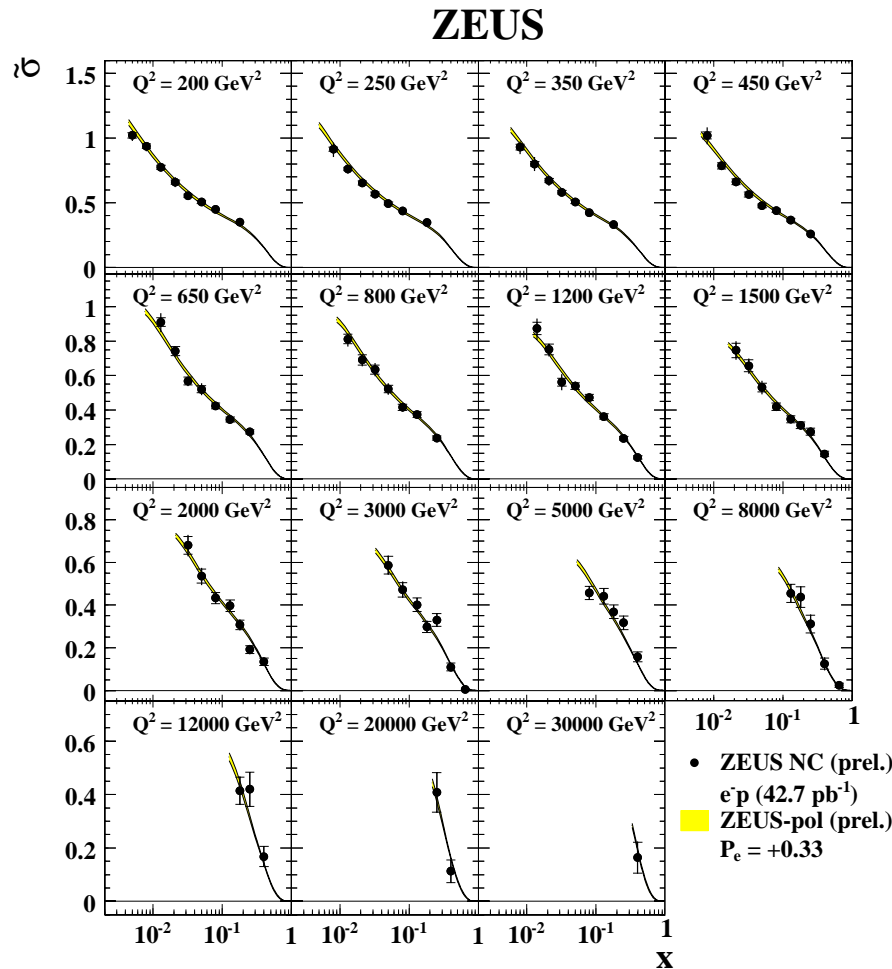 ZEUS
σ̃
Q² = 200 GeV²
Q² = 250 GeV²
Q² = 350 GeV²
Q² = 450 GeV²
1.5
1
0.5
0
Q² = 650 GeV²
Q² = 800 GeV²
Q² = 1200 GeV²
Q² = 1500 GeV²
1
0.8
0.6
0.4
0.2
0
Q² = 2000 GeV²
Q² = 3000 GeV²
Q² = 5000 GeV²
Q² = 8000 GeV²
0.8
0.6
0.4
0.2
0
Q² = 12000 GeV²
Q² = 20000 GeV²
Q² = 30000 GeV²
10⁻² 10⁻¹ 1
0.6
0.4
0.2
0
ZEUS NC (prel.)
e⁻p (42.7 pb⁻¹)
ZEUS-pol (prel.)
Pₑ = +0.33
10⁻² 10⁻¹ 1 10⁻² 10⁻¹ 1 10⁻² 10⁻¹ 1
x